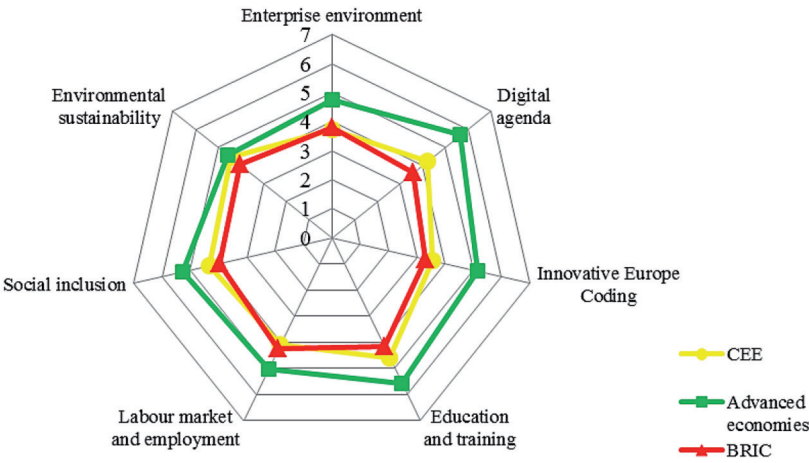 Enterprise environment
7
6
5
4
3
2
1
0
Digital
agenda
Innovative Europe
Coding
Education
and training
Labour market
and employment
Social inclusion
Environmental
sustainability
CEE
Advanced
economies
BRIC